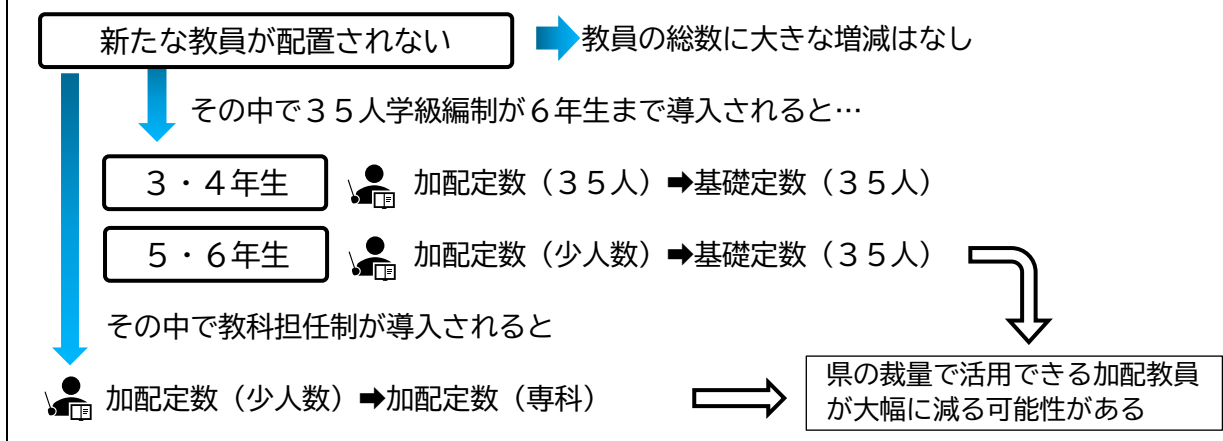 新たな教員が配置されない
教員の総数に大きな増減はなし
その中で３５人学級編制が６年生まで導入されると…
３・４年生
加配定数（３５人）➡基礎定数（３５人）
５・６年生
加配定数（少人数）➡基礎定数（３５人）
その中で教科担任制が導入されると
加配定数（少人数）➡加配定数（専科）
県の裁量で活用できる加配教員
が大幅に減る可能性がある